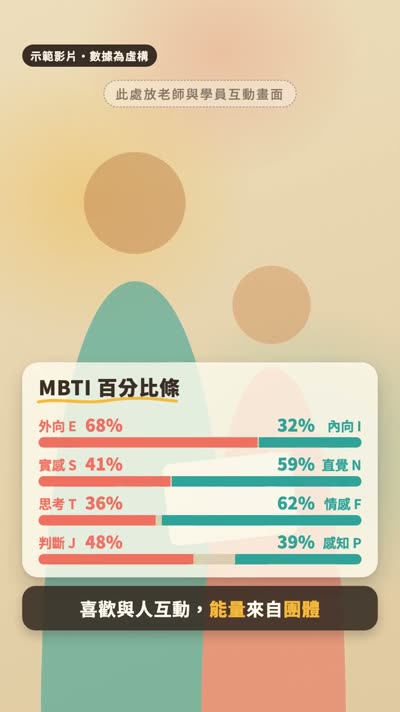 示範影片・數據為虛構
此處放老師與學員互動畫面
MBTI 百分比條
外向 E 68% 32% 內向 I
實感 S 41% 59% 直覺 N
思考 T 36% 62% 情感 F
判斷 J 48% 39% 感知 P
喜歡與人互動，能量來自團體